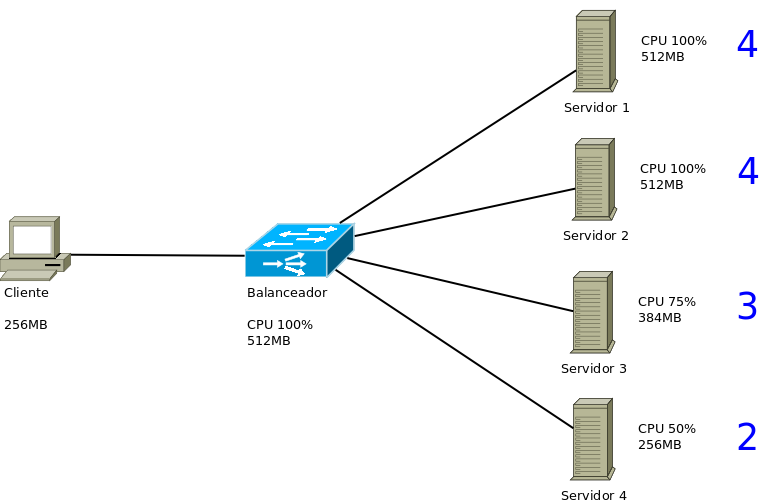 CPU 100%
512MB
4
Servidor 1
CPU 100%
512MB
4
Servidor 2
Cliente
256MB
Balanceador
CPU 100%
512MB
CPU 75%
384MB
3
Servidor 3
CPU 50%
256MB
2
Servidor 4